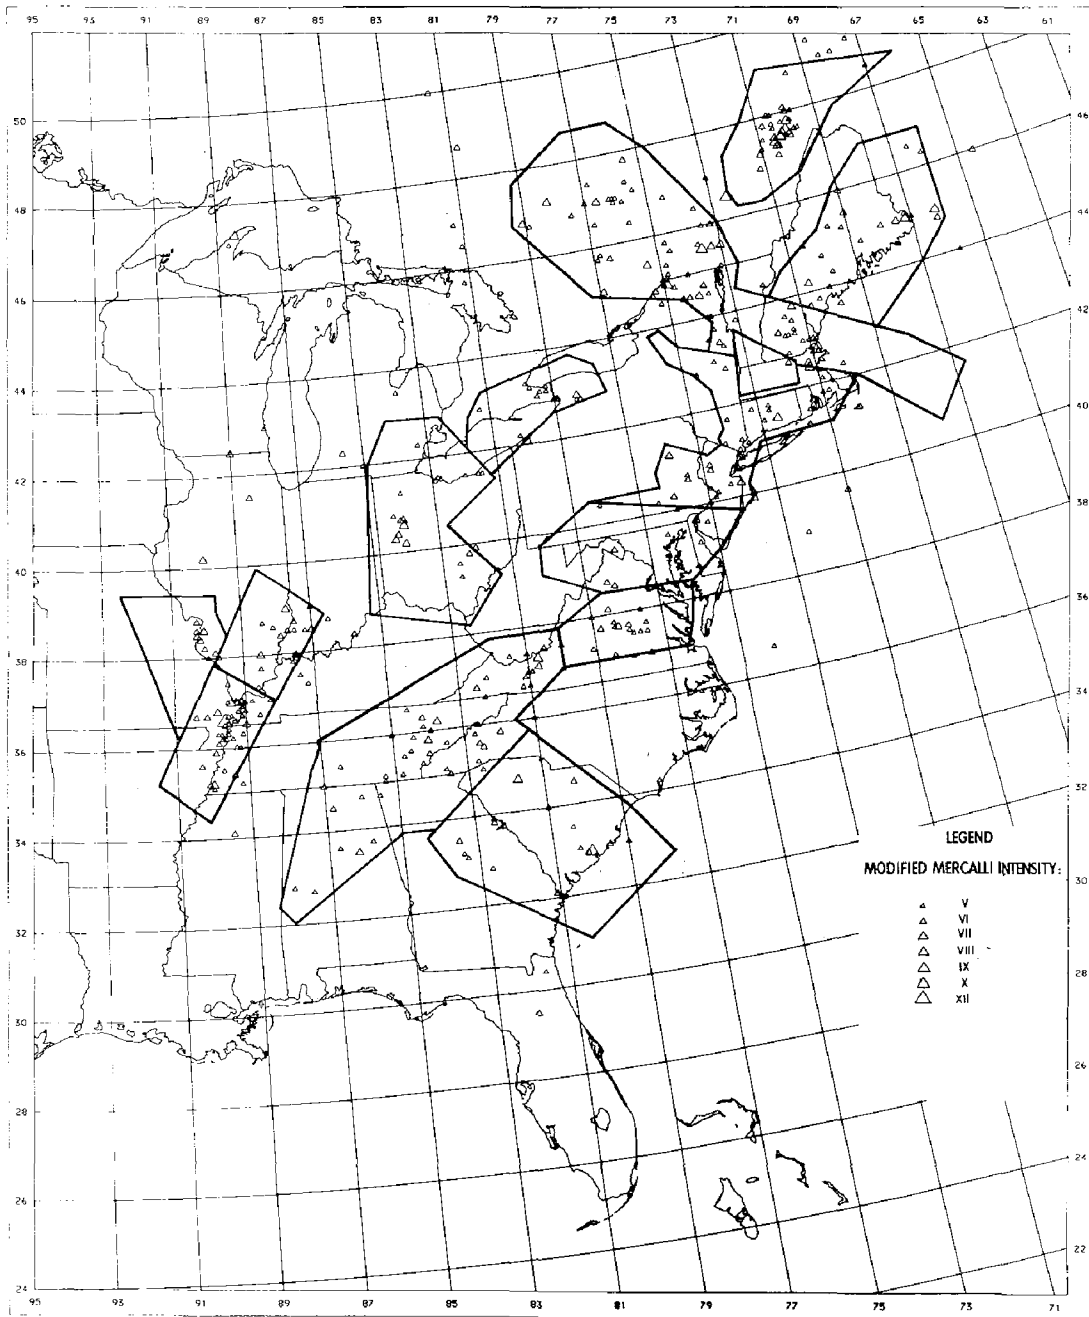 95 93 91 89 87 85 83 81 79 77 75 73 71 69 67 65 63 61
50
48
46
44
42
40
38
36
34
32
30
28
26
24
46
44
42
40
38
36
34
32
30
28
26
24
22
LEGEND
MODIFIED MERCALLI INTENSITY:
V
VI
VII
VIII
IX
X
XII
95 93 91 89 87 85 83 81 79 77 75 73 71